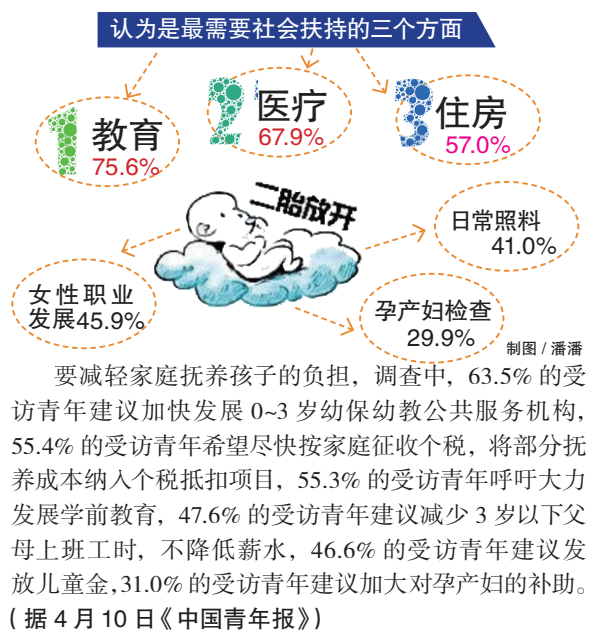 认为是最需要社会扶持的三个方面
1 教育
75.6%
2 医疗
67.9%
3 住房
57.0%
二胎放开
日常照料
41.0%
女性职业
发展45.9%
孕产妇检查
29.9%
制图/潘潘
要减轻家庭抚养孩子的负担，调查中，63.5%的受
访青年建议加快发展0~3岁幼保幼教公共服务机构，
55.4%的受访青年希望尽快按家庭征收个税，将部分抚
养成本纳入个税抵扣项目，55.3%的受访青年呼吁大力
发展学前教育，47.6%的受访青年建议减少3岁以下父
母上班工时，不降低薪水，46.6%的受访青年建议发
放儿童金，31.0%的受访青年建议加大对孕产妇的补助。
（据4月10日《中国青年报》）